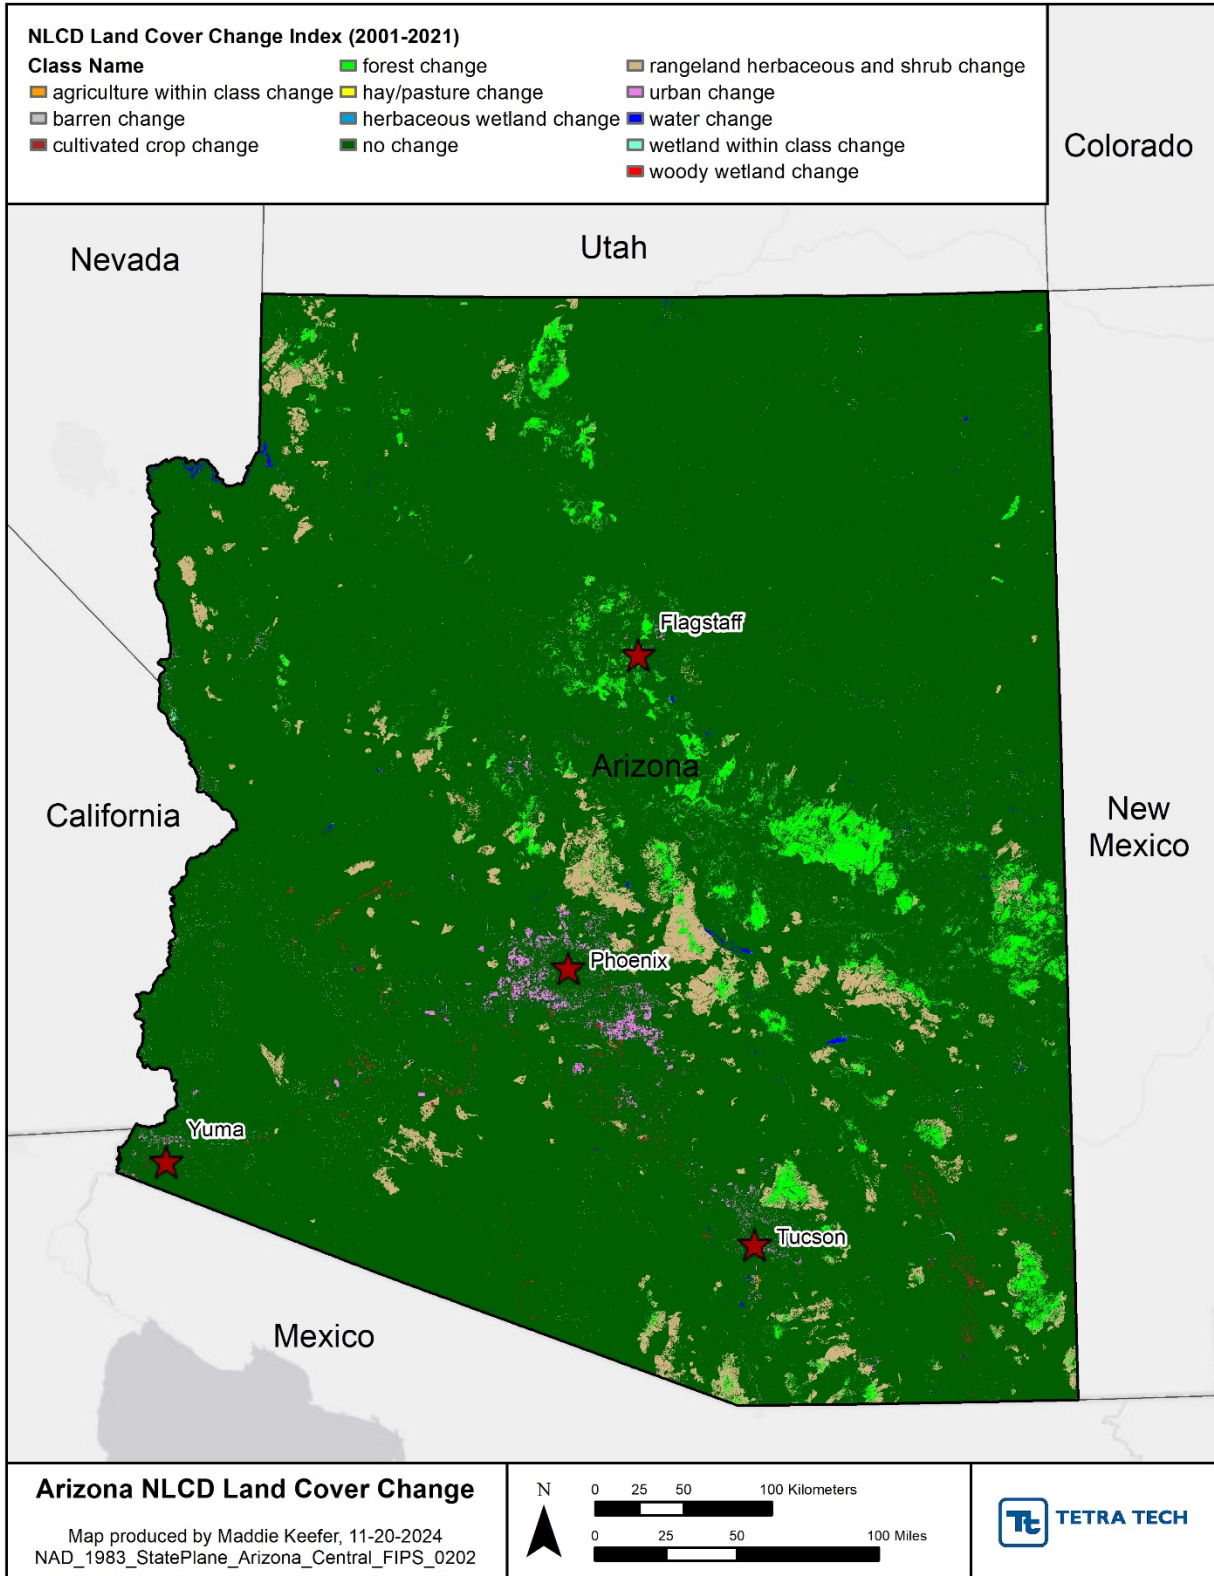 NLCD Land Cover Change Index (2001-2021)
Class Name
agriculture within class change
barren change
cultivated crop change
forest change
hay/pasture change
herbaceous wetland change
no change
rangeland herbaceous and shrub change
urban change
water change
wetland within class change
woody wetland change
Colorado
Nevada
Utah
Flagstaff
Arizona
California
New
Mexico
Phoenix
Yuma
Tucson
Mexico
Arizona NLCD Land Cover Change
Map produced by Maddie Keefer, 11-20-2024
NAD_1983_StatePlane_Arizona_Central_FIPS_0202
N
0 25 50 100 Kilometers
0 25 50 100 Miles
Tt TETRA TECH